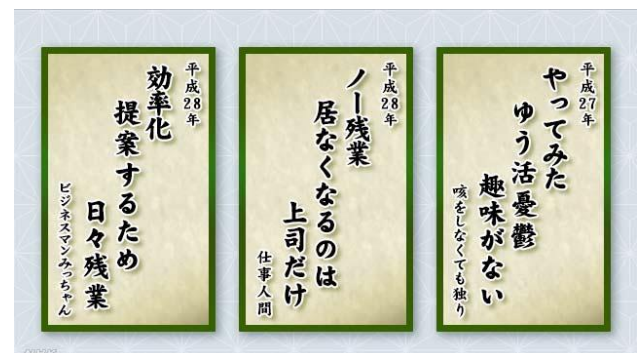 平成27年
やってみた
ゆう活憂鬱
趣味がない
咳をしなくても独り
平成28年
ノー残業
居なくなるのは
上司だけ
仕事人間
平成28年
効率化
提案するため
日々残業
ビジネスマンみっちゃん